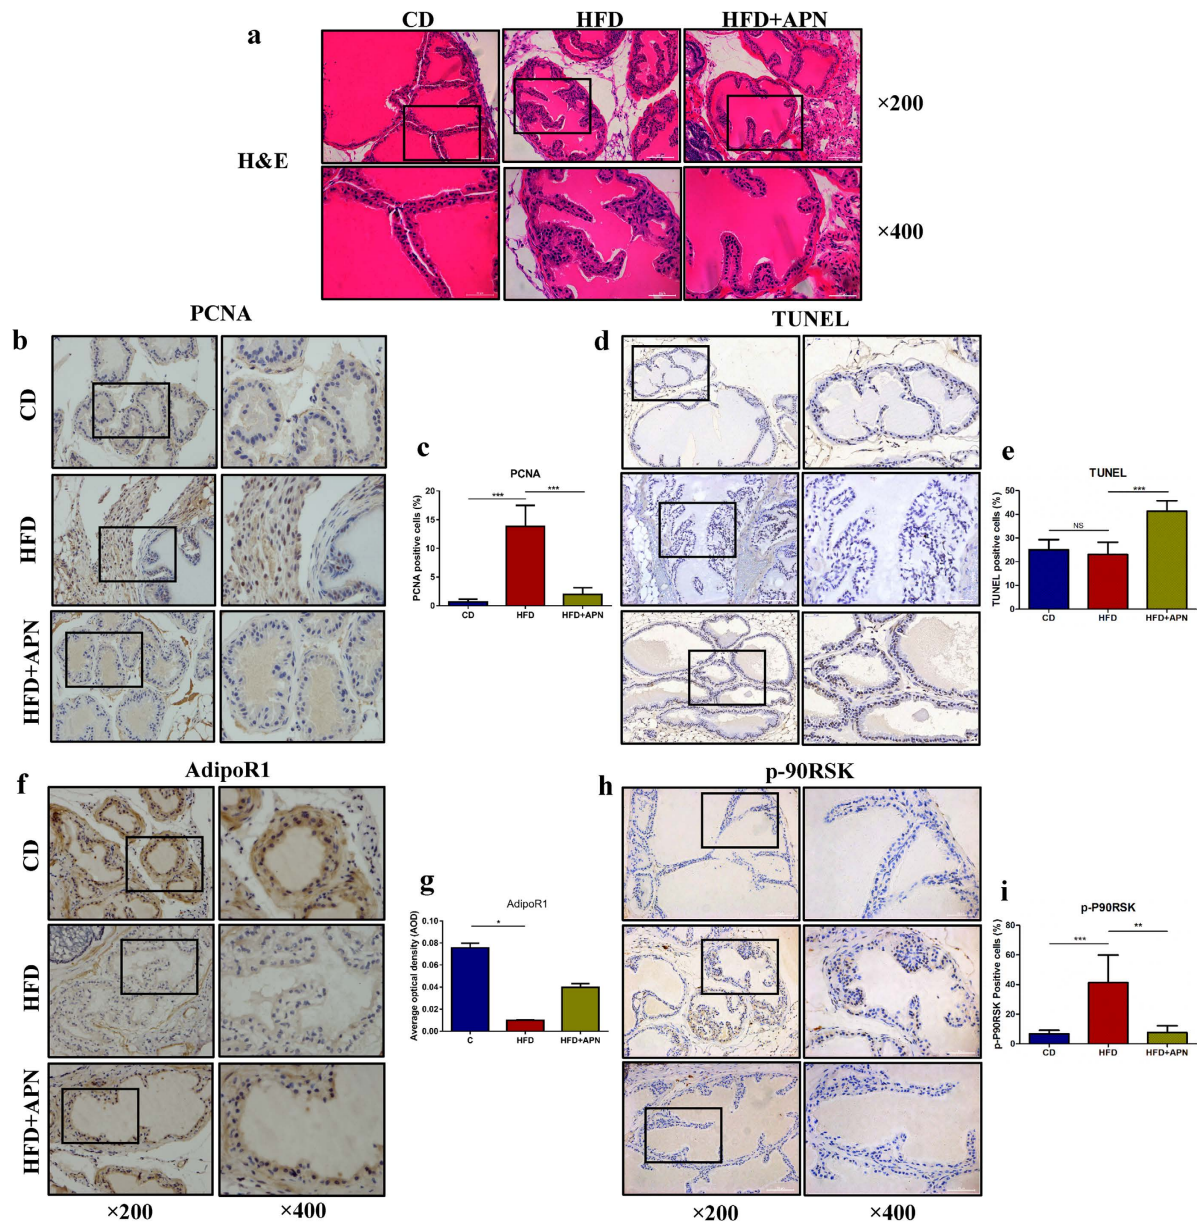 a
CD
HFD
HFD+APN
H&E
×200
×400
PCNA
b
CD
HFD
HFD+APN
c
PCNA
PCNA positive cells (%)
20
15
10
5
0
***
***
CD
HFD
HFD+APN
TUNEL
d
e
TUNEL
TUNEL positive cells (%)
50
40
30
20
10
0
NS
***
CD
HFD
HFD+APN
AdipoR1
f
CD
HFD
HFD+APN
×200
×400
g
AdipoR1
Average optical density (AOD)
0.10
0.08
0.06
0.04
0.02
0.00
*
C
HFD
HFD+APN
p-90RSK
h
×200
×400
i
p-P90RSK
p-P90RSK Positive cells (%)
80
60
40
20
0
***
**
CD
HFD
HFD+APN